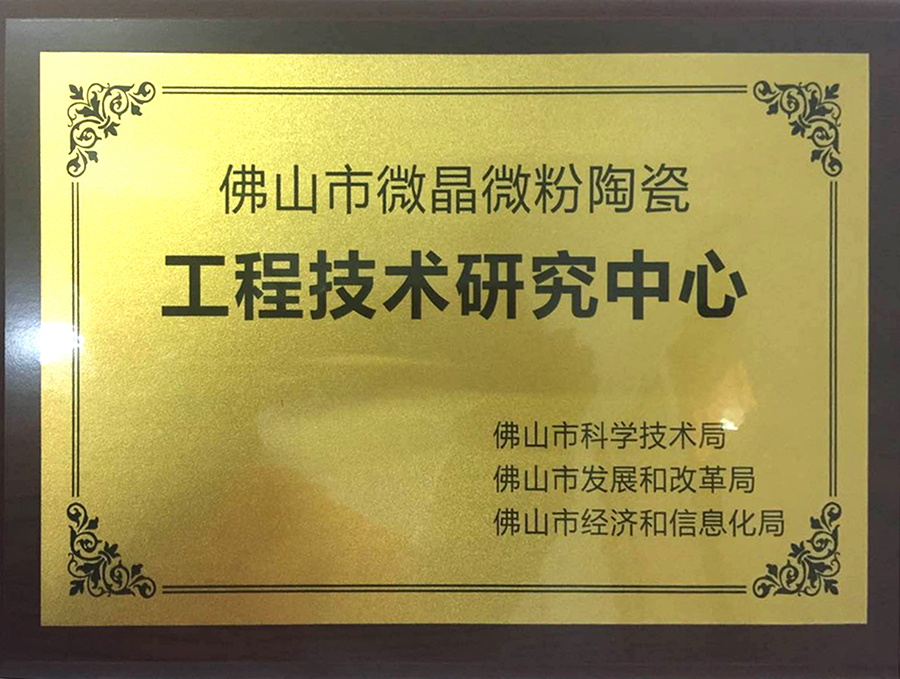 佛山市微晶微粉陶瓷
工程技术研究中心
佛山市科学技术局
佛山市发展和改革局
佛山市经济和信息化局